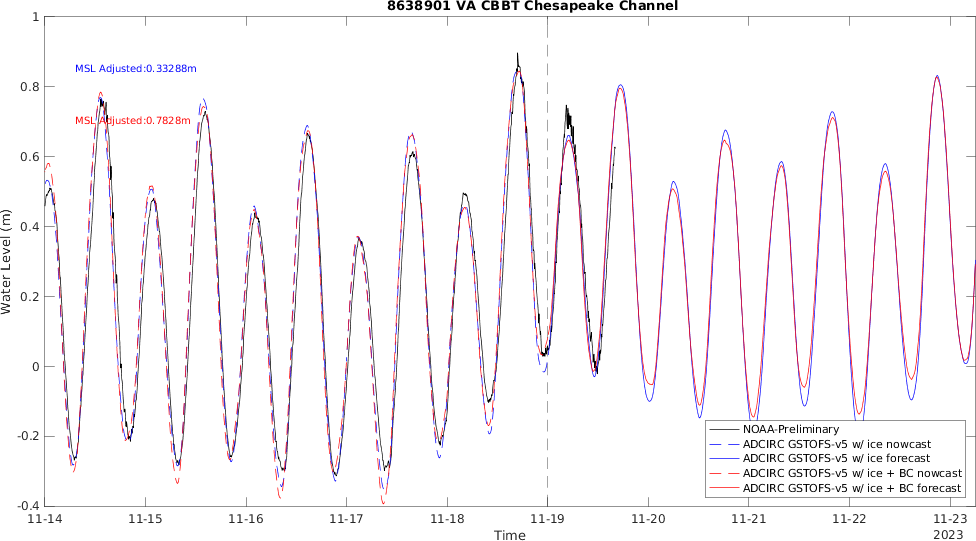 8638901 VA CBBT Chesapeake Channel
MSL Adjusted:0.33288m
MSL Adjusted:0.7828m
Water Level (m)
1
0.8
0.6
0.4
0.2
0
-0.2
-0.4
NOAA-Preliminary
ADCIRC GSTOFS-v5 w/ ice nowcast
ADCIRC GSTOFS-v5 w/ ice forecast
ADCIRC GSTOFS-v5 w/ ice + BC nowcast
ADCIRC GSTOFS-v5 w/ ice + BC forecast
11-14 11-15 11-16 11-17 11-18 11-19 11-20 11-21 11-22 11-23
2023
Time